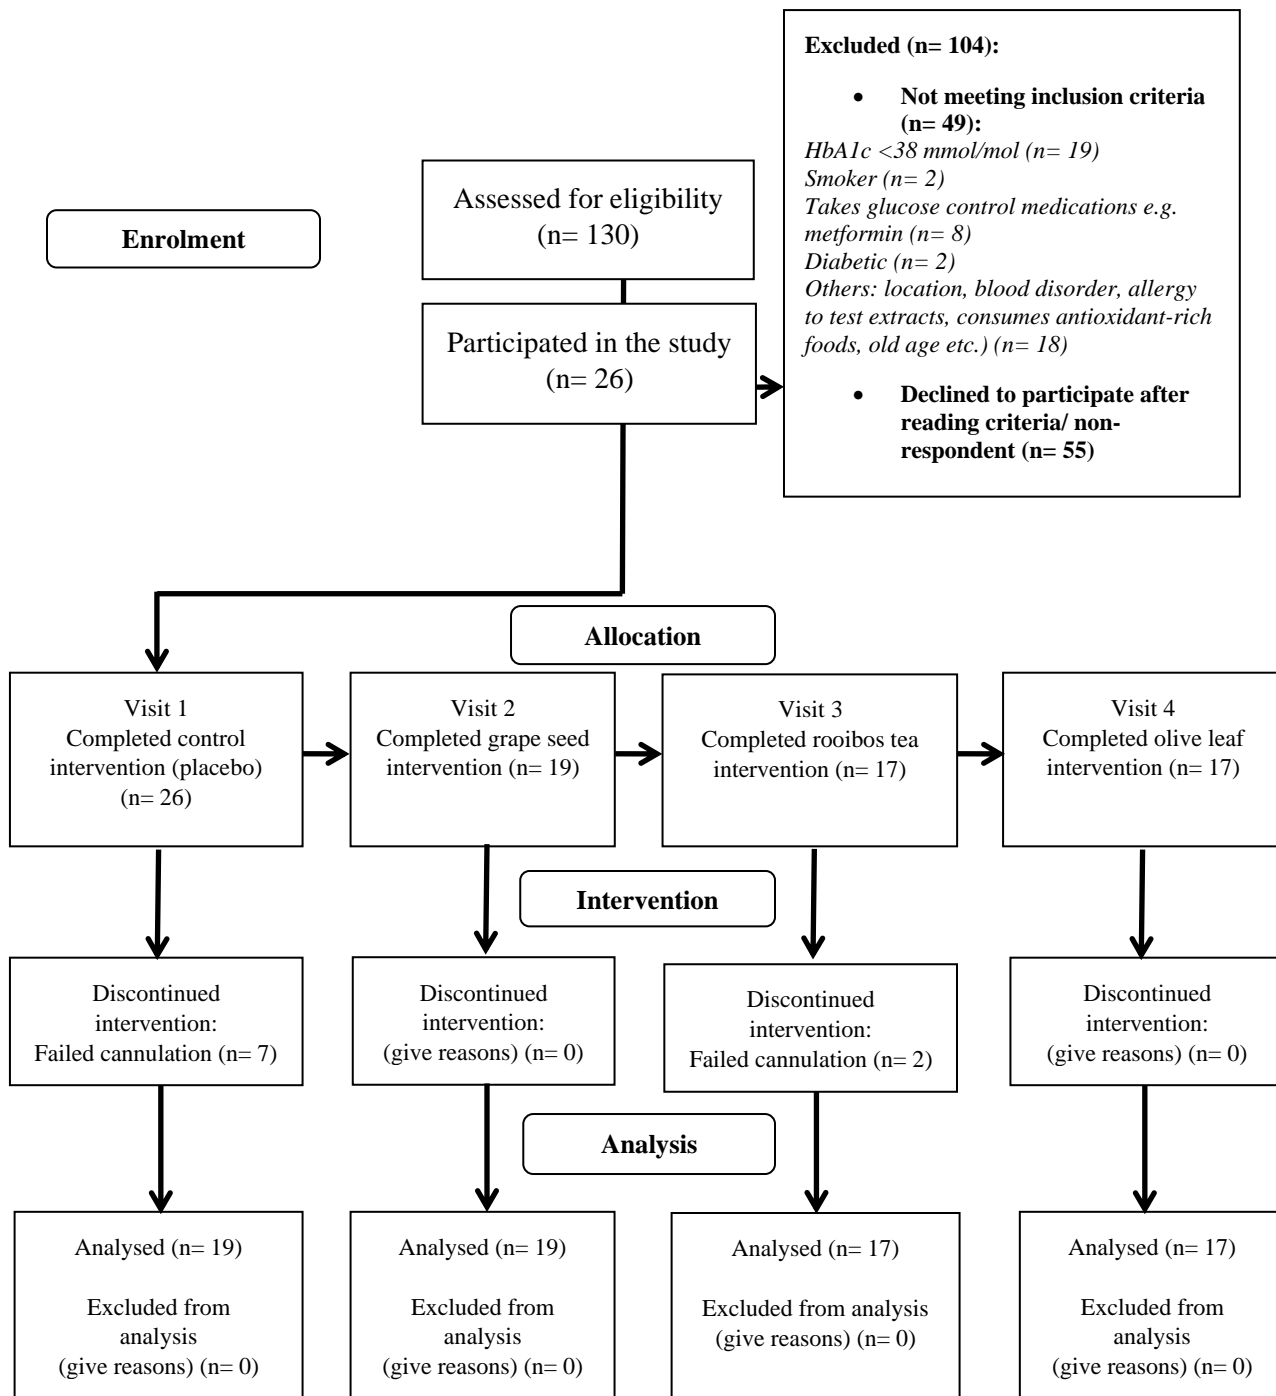 Enrolment
Assessed for eligibility
(n= 130)
Participated in the study
(n= 26)
Excluded (n= 104):
• Not meeting inclusion criteria
(n= 49):
HbA1c <38 mmol/mol (n= 19)
Smoker (n= 2)
Takes glucose control medications e.g.
metformin (n= 8)
Diabetic (n= 2)
Others: location, blood disorder, allergy
to test extracts, consumes antioxidant-rich
foods, old age etc.) (n= 18)
• Declined to participate after
reading criteria/ non-
respondent (n= 55)
Allocation
Visit 1
Completed control
intervention (placebo)
(n= 26)
Visit 2
Completed grape seed
intervention (n= 19)
Visit 3
Completed rooibos tea
intervention (n= 17)
Visit 4
Completed olive leaf
intervention (n= 17)
Intervention
Discontinued
intervention:
Failed cannulation (n= 7)
Discontinued
intervention:
(give reasons) (n= 0)
Discontinued
intervention:
Failed cannulation (n= 2)
Discontinued
intervention:
(give reasons) (n= 0)
Analysis
Analysed (n= 19)
Excluded from
analysis
(give reasons) (n= 0)
Analysed (n= 19)
Excluded from
analysis
(give reasons) (n= 0)
Analysed (n= 17)
Excluded from analysis
(give reasons) (n= 0)
Analysed (n= 17)
Excluded from
analysis
(give reasons) (n= 0)